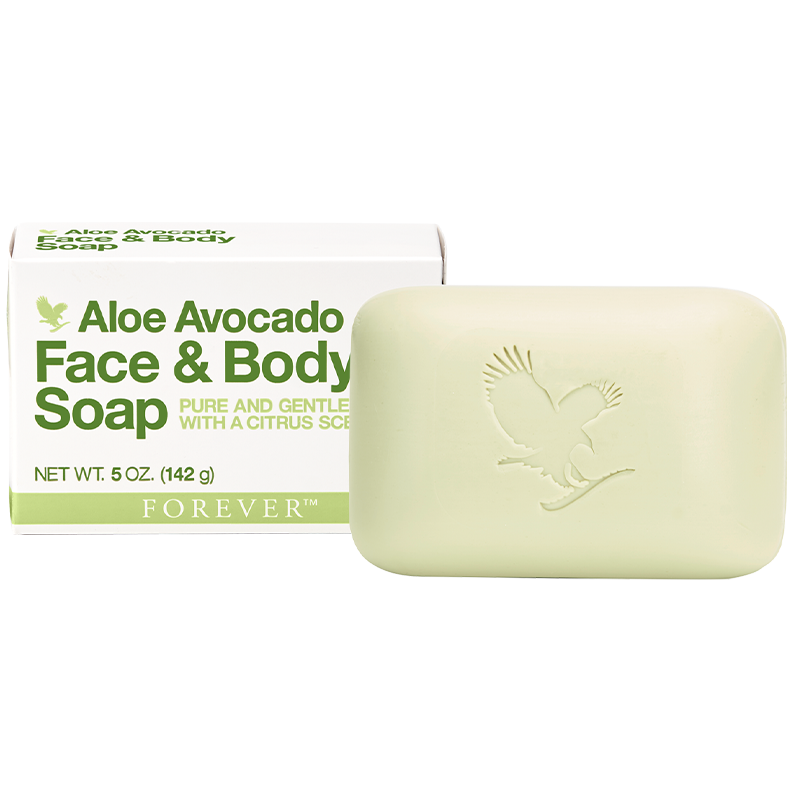 Aloe Avocado
Face & Body
Soap
Aloe Avocado
Face & Body
Soap
PURE AND GENTLE
WITH A CITRUS
NET WT. 5 OZ. (142 g)
FOREVER™